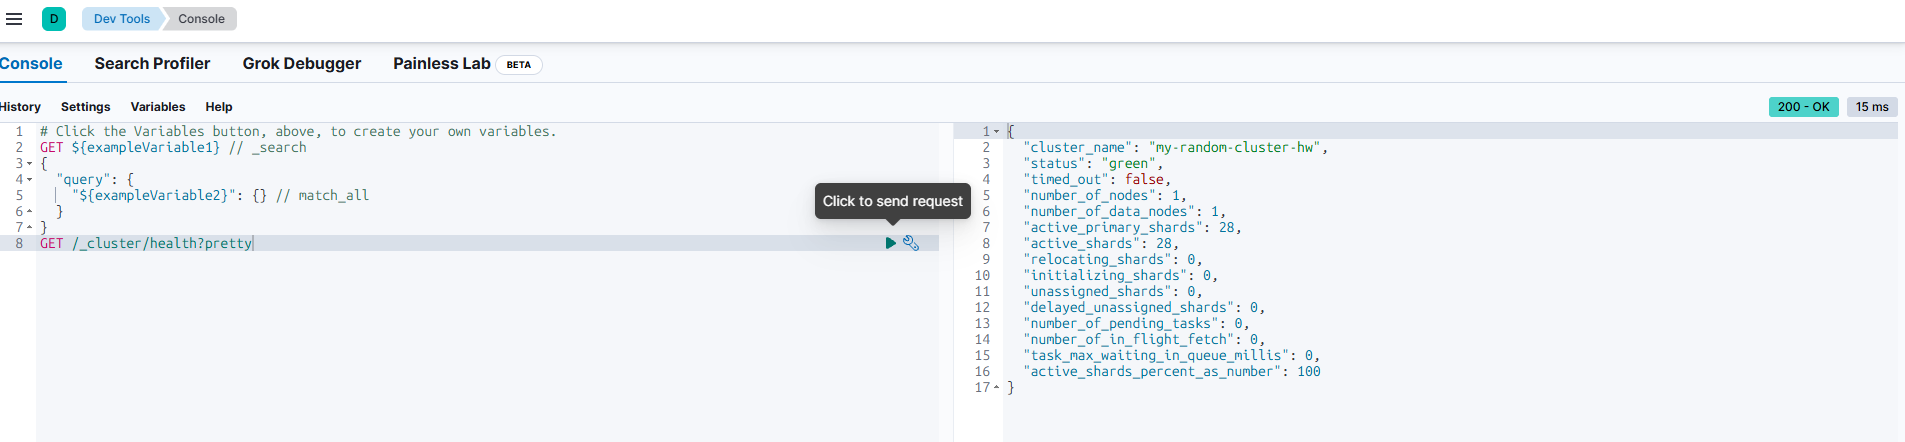 D Dev Tools Console
Console Search Profiler Grok Debugger Painless Lab BETA
History Settings Variables Help 200 - OK 15 ms
1 # Click the Variables button, above, to create your own variables.
2 GET ${exampleVariable1} // _search
3 {
4 "query": {
5 "${exampleVariable2}": {} // match_all
6 }
7 }
8 GET /_cluster/health?pretty
Click to send request
1 {
2 "cluster_name": "my-random-cluster-hw",
3 "status": "green",
4 "timed_out": false,
5 "number_of_nodes": 1,
6 "number_of_data_nodes": 1,
7 "active_primary_shards": 28,
8 "active_shards": 28,
9 "relocating_shards": 0,
10 "initializing_shards": 0,
11 "unassigned_shards": 0,
12 "delayed_unassigned_shards": 0,
13 "number_of_pending_tasks": 0,
14 "number_of_in_flight_fetch": 0,
15 "task_max_waiting_in_queue_millis": 0,
16 "active_shards_percent_as_number": 100
17 }